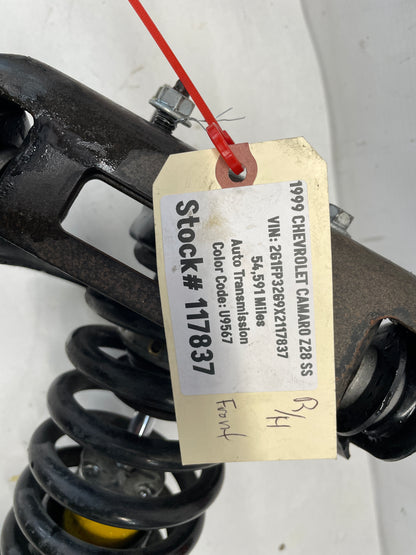 1999 CHEVROLET CAMARO Z28 SS
VIN: 2G1FP32G9X2117837
54,591 Miles
Auto Transmission
Color Code: U9567
Stock# 117837
R/H
Front